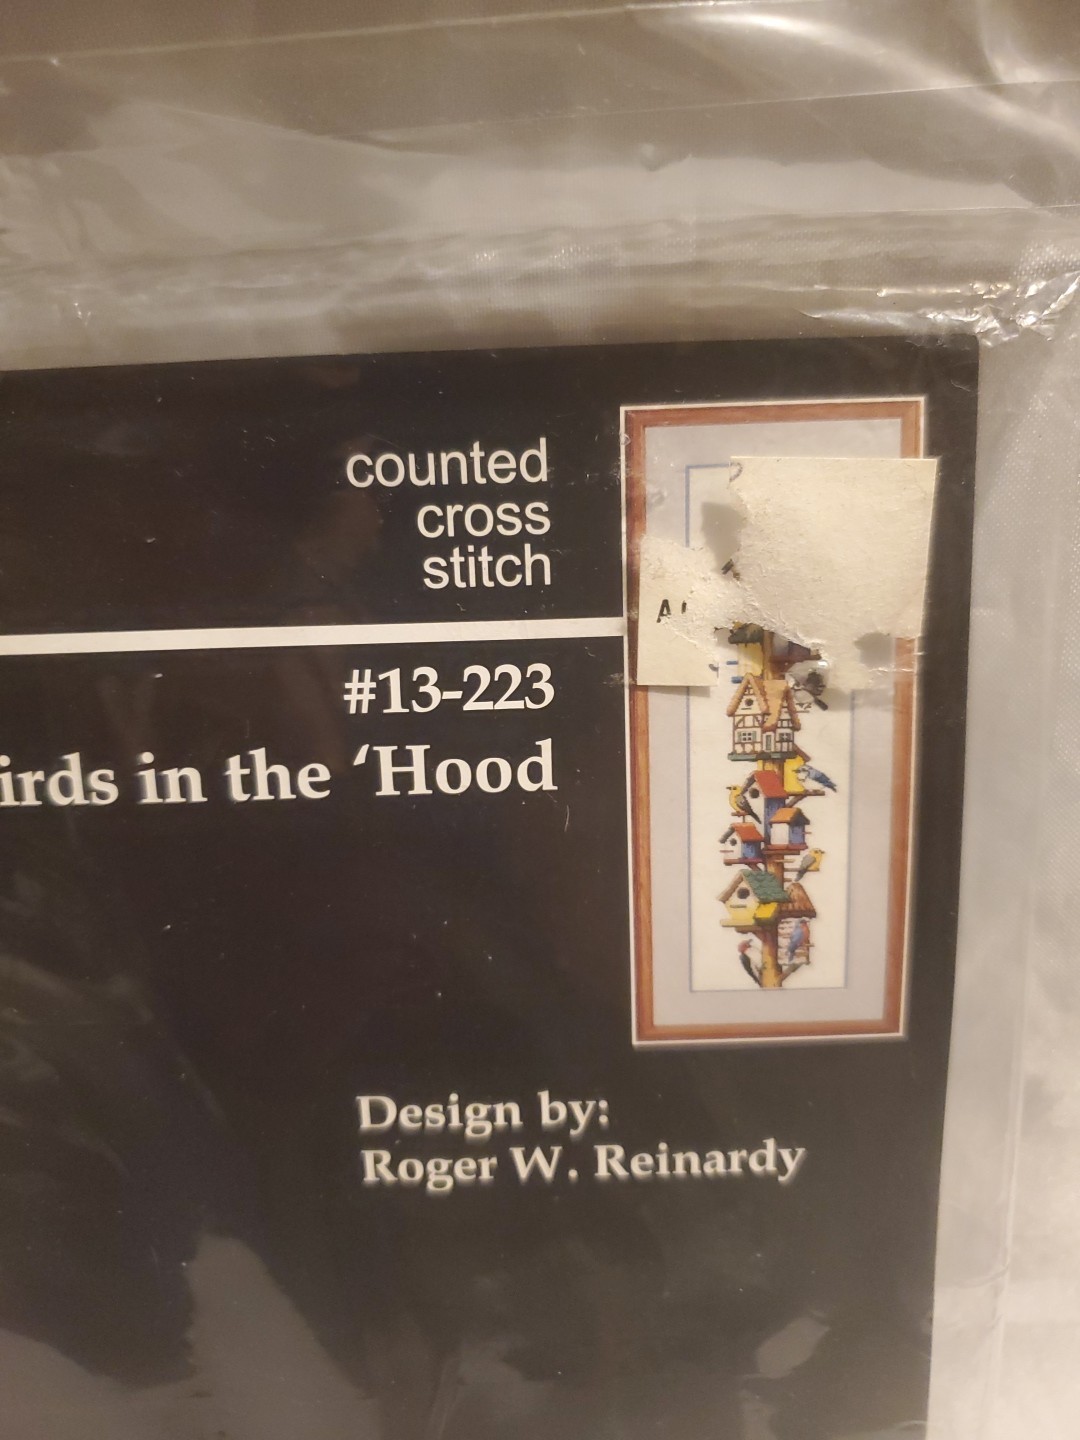 counted
cross
stitch
#13-223
irds in the ‘Hood
Design by:
Roger W. Reinardy